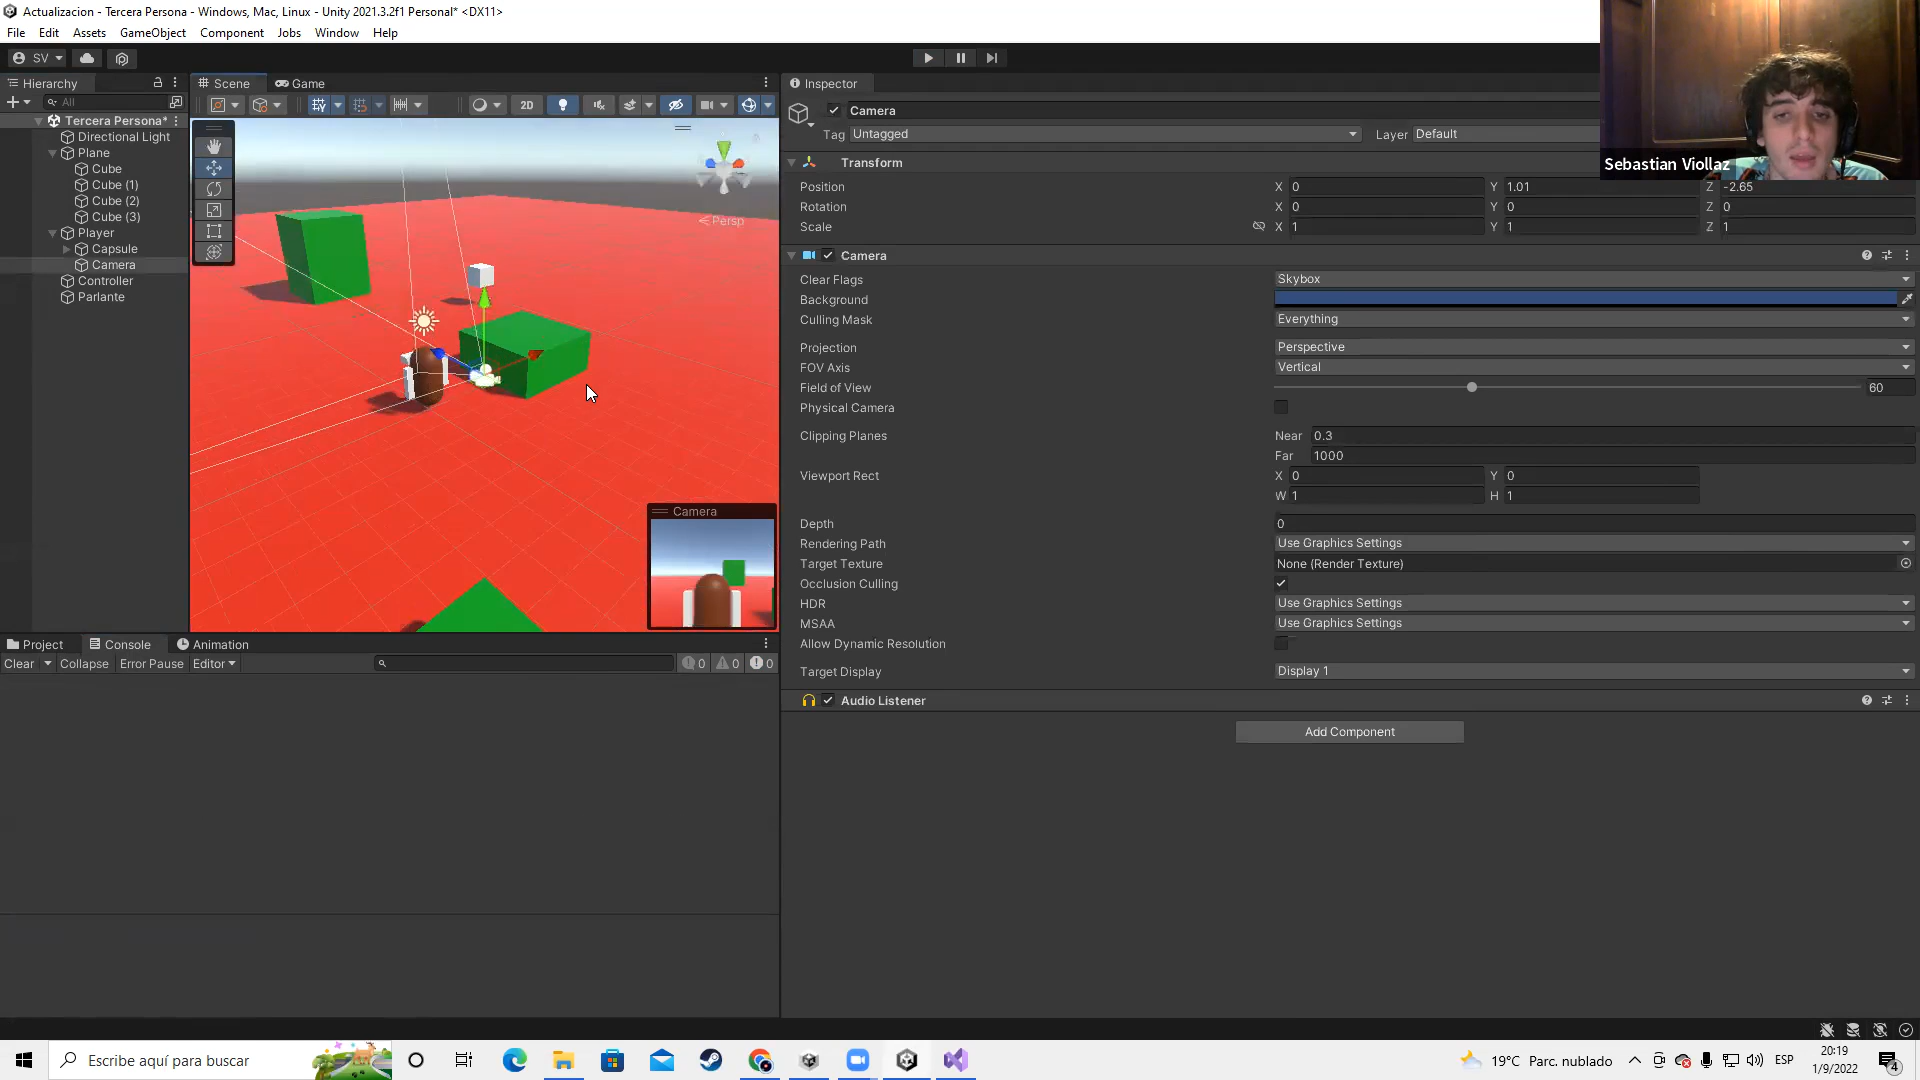 Actualizacion - Tercera Persona - Windows, Mac, Linux - Unity 2021.3.2f1 Personal* <DX11>
File Edit Assets GameObject Component Jobs Window Help
SV
Hierarchy
Scene
Game
Inspector
All
2D
Camera
Tag Untagged
Layer Default
Sebastian Viollaz
Tercera Persona*
Directional Light
Plane
Cube
Cube (1)
Cube (2)
Cube (3)
Player
Capsule
Camera
Controller
Parlante
Persp
Camera
Transform
Position X 0 Y 1.01 Z -2.65
Rotation X 0 Y 0 Z 0
Scale X 1 Y 1 Z 1
Camera
Clear Flags Skybox
Background
Culling Mask Everything
Projection Perspective
FOV Axis Vertical
Field of View 60
Physical Camera
Clipping Planes Near 0.3
Far 1000
Viewport Rect X 0 Y 0
W 1 H 1
Depth 0
Rendering Path Use Graphics Settings
Target Texture None (Render Texture)
Occlusion Culling
HDR Use Graphics Settings
MSAA Use Graphics Settings
Allow Dynamic Resolution
Target Display Display 1
Audio Listener
Add Component
Project Console Animation
Clear Collapse Error Pause Editor 0 0 0
Escribe aquí para buscar
19°C Parc. nublado
ESP
20:19
1/9/2022
4